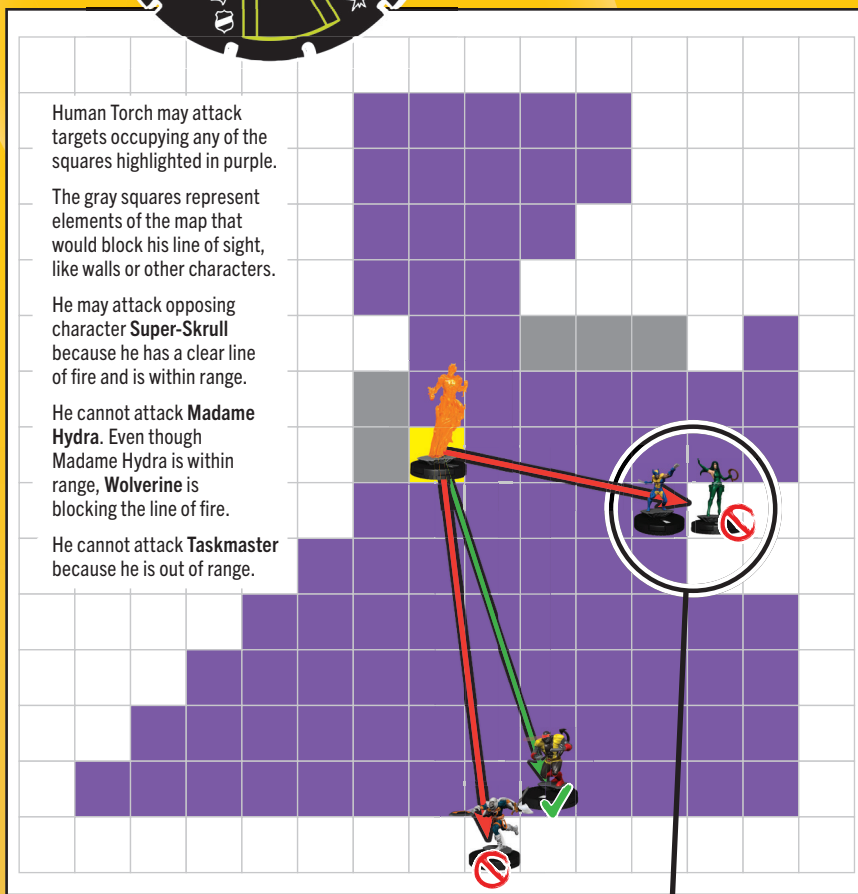 Human Torch may attack
targets occupying any of the
squares highlighted in purple.
The gray squares represent
elements of the map that
would block his line of sight,
like walls or other characters.
He may attack opposing
character Super-Skrull
because he has a clear line
of fire and is within range.
He cannot attack Madame
Hydra. Even though
Madame Hydra is within
range, Wolverine is
blocking the line of fire.
He cannot attack Taskmaster
because he is out of range.